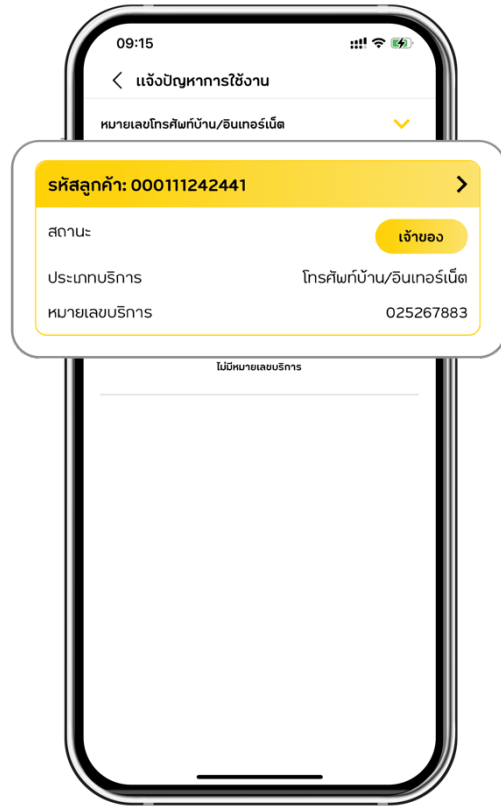 09:15
แจ้งปัญหาการใช้งาน
หมายเลขโทรศัพท์บ้าน/อินเทอร์เน็ต
รหัสลูกค้า: 000111242441
สถานะ เจ้าของ
ประเภทบริการ โทรศัพท์บ้าน/อินเทอร์เน็ต
หมายเลขบริการ 025267883
ไม่มีหมายเลขบริการ